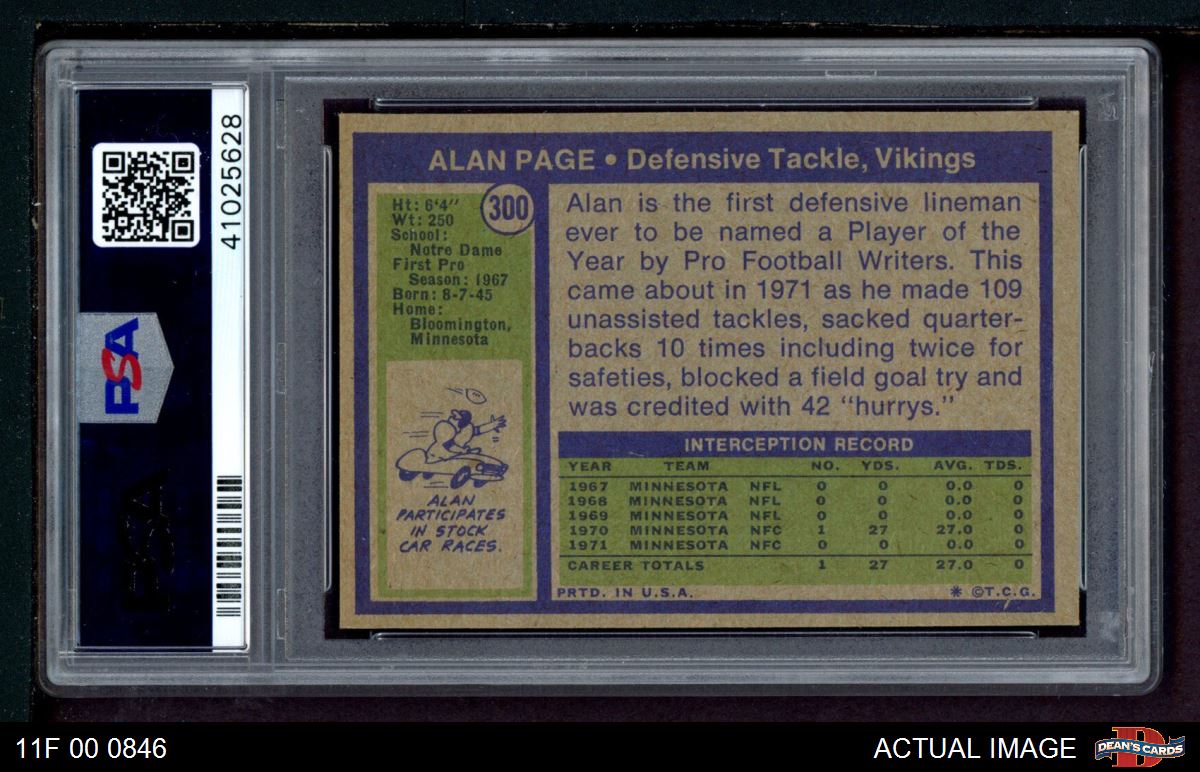 41025628
PSA
ALAN PAGE • Defensive Tackle, Vikings
300
Ht: 6'4"
Wt: 250
School:
Notre Dame
First Pro
Season: 1967
Born: 8-7-45
Home:
Bloomington,
Minnesota
ALAN
PARTICIPATES
IN STOCK
CAR RACES.
Alan is the first defensive lineman
ever to be named a Player of the
Year by Pro Football Writers. This
came about in 1971 as he made 109
unassisted tackles, sacked quarter-
backs 10 times including twice for
safeties, blocked a field goal try and
was credited with 42 "hurrys."
INTERCEPTION RECORD
YEAR TEAM NO. YDS. AVG. TDS.
1967 MINNESOTA NFL 0 0 0.0 0
1968 MINNESOTA NFL 0 0 0.0 0
1969 MINNESOTA NFL 0 0 0.0 0
1970 MINNESOTA NFC 1 27 27.0 0
1971 MINNESOTA NFC 0 0 0.0 0
CAREER TOTALS 1 27 27.0 0
PRTD. IN U.S.A. * ©T.C.G.
11F 00 0846
ACTUAL IMAGE
D
DEAN'S CARDS